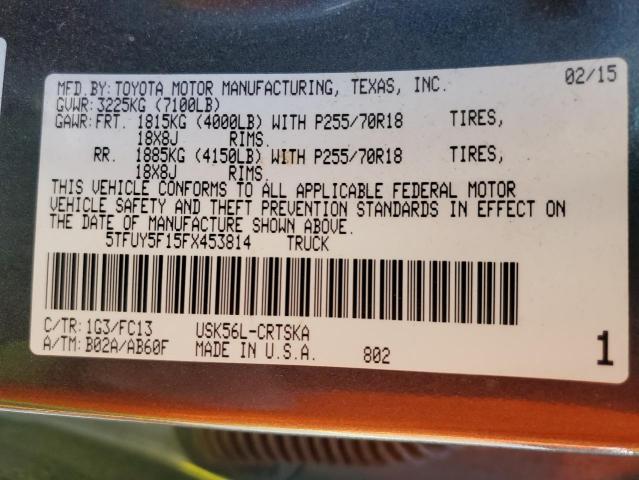 MFD.BY:TOYOTA MOTOR MANUFACTURING, TEXAS, INC. 02/15
GVWR:3225KG (7100LB)
GAWR:FRT. 1815KG (4000LB) WITH P255/70R18 TIRES,
18X8J RIMS.
RR. 1885KG (4150LB) WITH P255/70R18 TIRES,
18X8J RIMS.
THIS VEHICLE CONFORMS TO ALL APPLICABLE FEDERAL MOTOR
VEHICLE SAFETY AND THEFT PREVENTION STANDARDS IN EFFECT ON
THE DATE OF MANUFACTURE SHOWN ABOVE.
5TFUY5F15FX453814 TRUCK
C/TR:1G3/FC13 USK56L-CRTSKA
A/TM:B02A/AB60F MADE IN U.S.A. 802 1